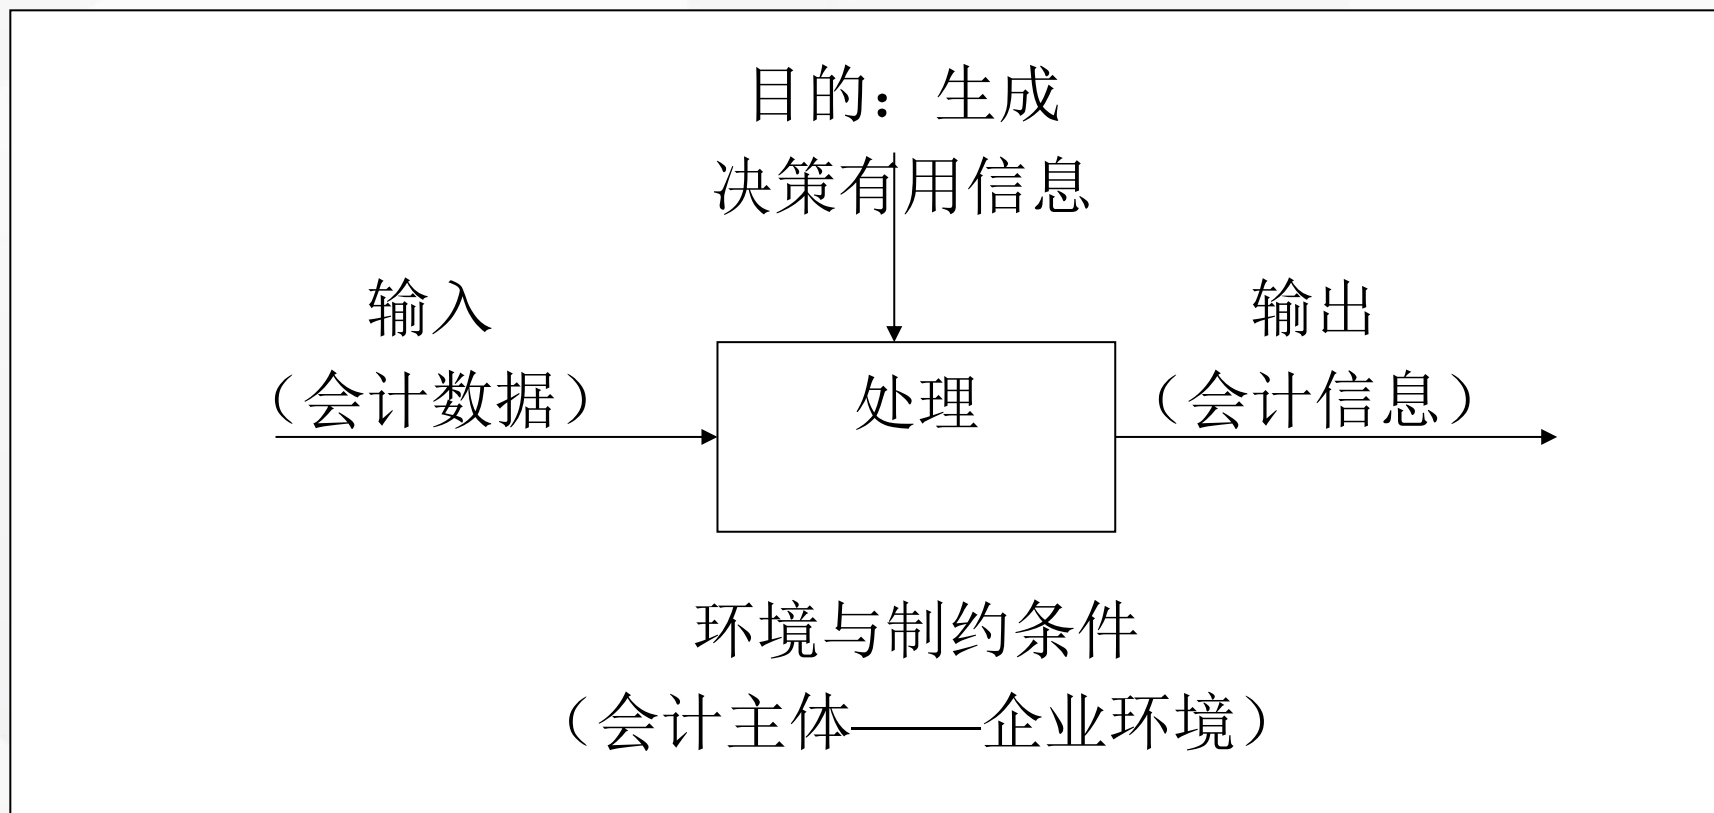 目的：生成
决策有用信息
输入
（会计数据）
处理
输出
（会计信息）
环境与制约条件
（会计主体——企业环境）